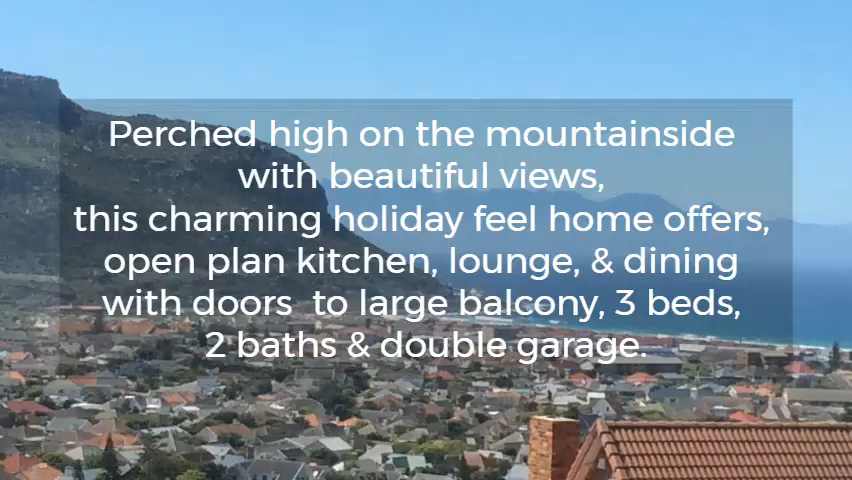 Perched high on the mountainside
with beautiful views,
this charming holiday feel home offers,
open plan kitchen, lounge, & dining
with doors  to large balcony, 3 beds,
2 baths & double garage.